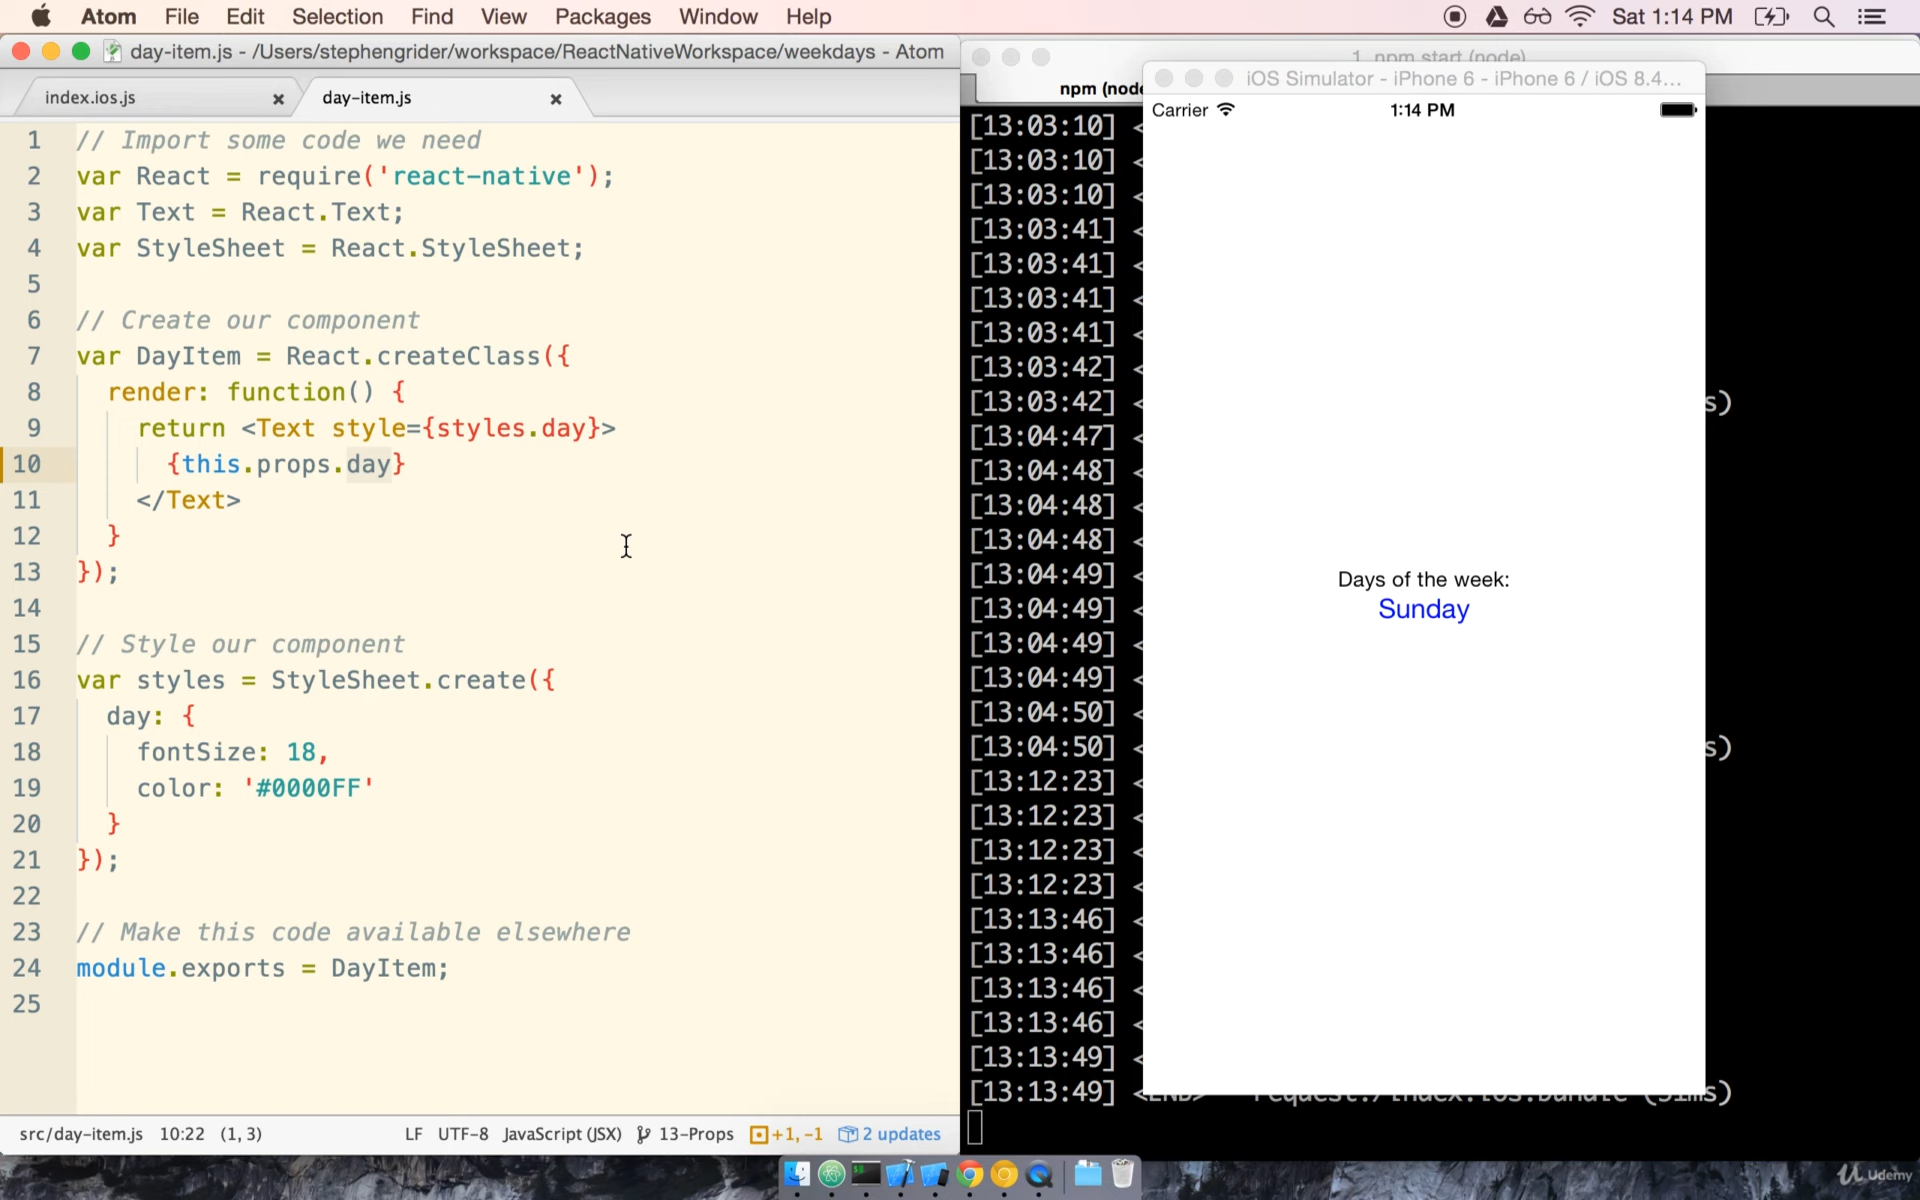 Atom File Edit Selection Find View Packages Window Help
Sat 1:14 PM
day-item.js - /Users/stephengrider/workspace/ReactNativeWorkspace/weekdays - Atom
index.ios.js
day-item.js
1 // Import some code we need
2 var React = require('react-native');
3 var Text = React.Text;
4 var StyleSheet = React.StyleSheet;
5
6 // Create our component
7 var DayItem = React.createClass({
8 render: function() {
9 return <Text style={styles.day}>
10 {this.props.day}
11 </Text>
12 }
13 });
14
15 // Style our component
16 var styles = StyleSheet.create({
17 day: {
18 fontSize: 18,
19 color: '#0000FF'
20 }
21 });
22
23 // Make this code available elsewhere
24 module.exports = DayItem;
25
src/day-item.js 10:22 (1, 3) LF UTF-8 JavaScript (JSX) 13-Props +1, -1 2 updates
1. npm start (node)
npm (node
[13:03:10] <
[13:03:10] <
[13:03:10] <
[13:03:41] <
[13:03:41] <
[13:03:41] <
[13:03:41] <
[13:03:42] <
[13:03:42] < s)
[13:04:47] <
[13:04:48] <
[13:04:48] <
[13:04:48] <
[13:04:49] <
[13:04:49] <
[13:04:49] <
[13:04:49] <
[13:04:50] <
[13:04:50] < s)
[13:12:23] <
[13:12:23] <
[13:12:23] <
[13:12:23] <
[13:13:46] <
[13:13:46] <
[13:13:46] <
[13:13:46] <
[13:13:49] <
[13:13:49] <END> request:/index.ios.bundle s)
iOS Simulator - iPhone 6 - iPhone 6 / iOS 8.4...
Carrier 1:14 PM
Days of the week:
Sunday
Udemy